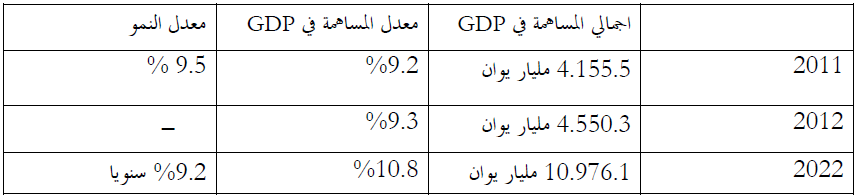 اجمالي المساهمة في GDP معدل المساهمة في GDP معدل النمو
2011 4.155.5 مليار يوان %9.2 9.5 %
2012 4.550.3 مليار يوان %9.3 –
2022 10.976.1 مليار يوان %10.8 %9.2 سنويا